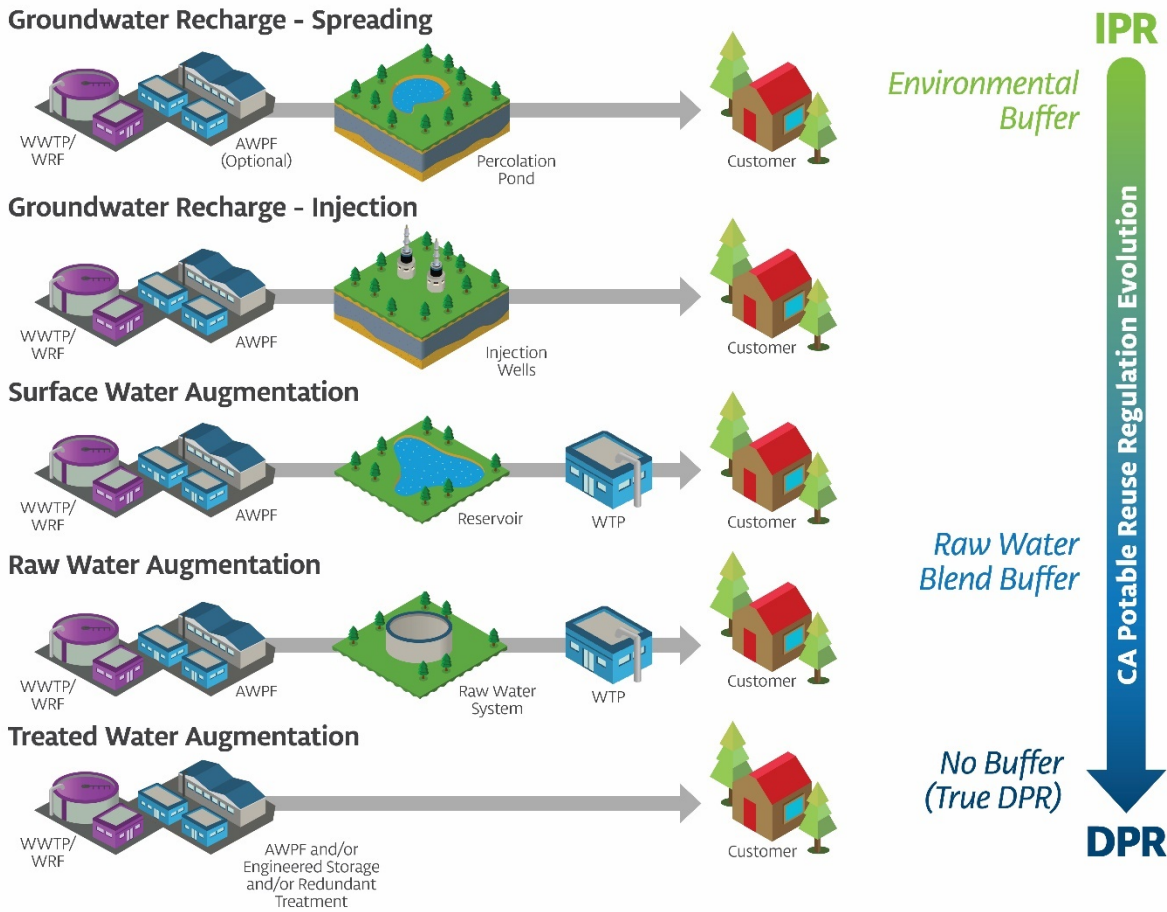 Groundwater Recharge - Spreading
WWTP/
WRF
AWPF
(Optional)
Percolation
Pond
Customer
Groundwater Recharge - Injection
WWTP/
WRF
AWPF
Injection
Wells
Customer
Surface Water Augmentation
WWTP/
WRF
AWPF
Reservoir
WTP
Customer
Raw Water Augmentation
WWTP/
WRF
AWPF
Raw Water
System
WTP
Customer
Treated Water Augmentation
WWTP/
WRF
AWPF and/or
Engineered Storage
and/or Redundant
Treatment
Customer
IPR
Environmental
Buffer
Raw Water
Blend Buffer
No Buffer
(True DPR)
CA Potable Reuse Regulation Evolution
DPR